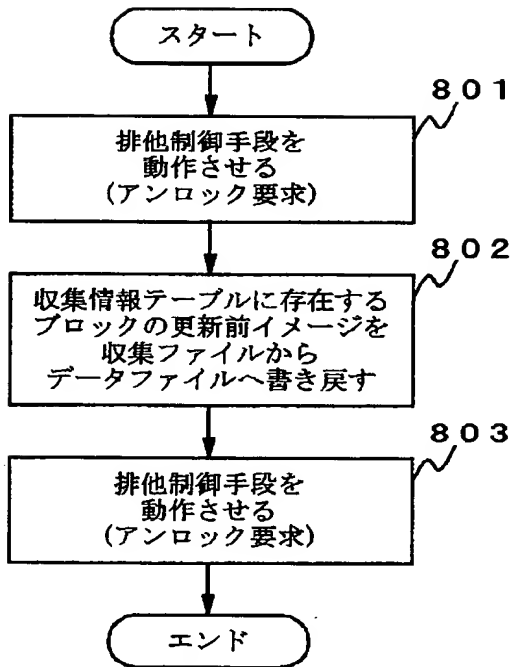 スタート
801
排他制御手段を
動作させる
(アンロック要求)
802
収集情報テーブルに存在する
ブロックの更新前イメージを
収集ファイルから
データファイルへ書き戻す
803
排他制御手段を
動作させる
(アンロック要求)
エンド